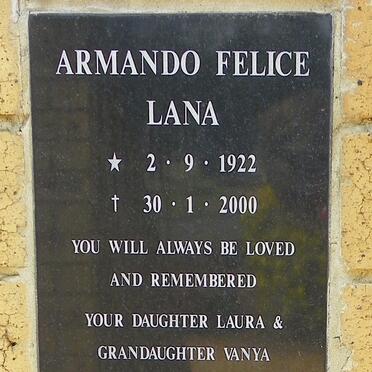 ARMANDO FELICE
LANA
★ 2 · 9 · 1922
† 30 · 1 · 2000
YOU WILL ALWAYS BE LOVED
AND REMEMBERED
YOUR DAUGHTER LAURA &
GRANDAUGHTER VANYA